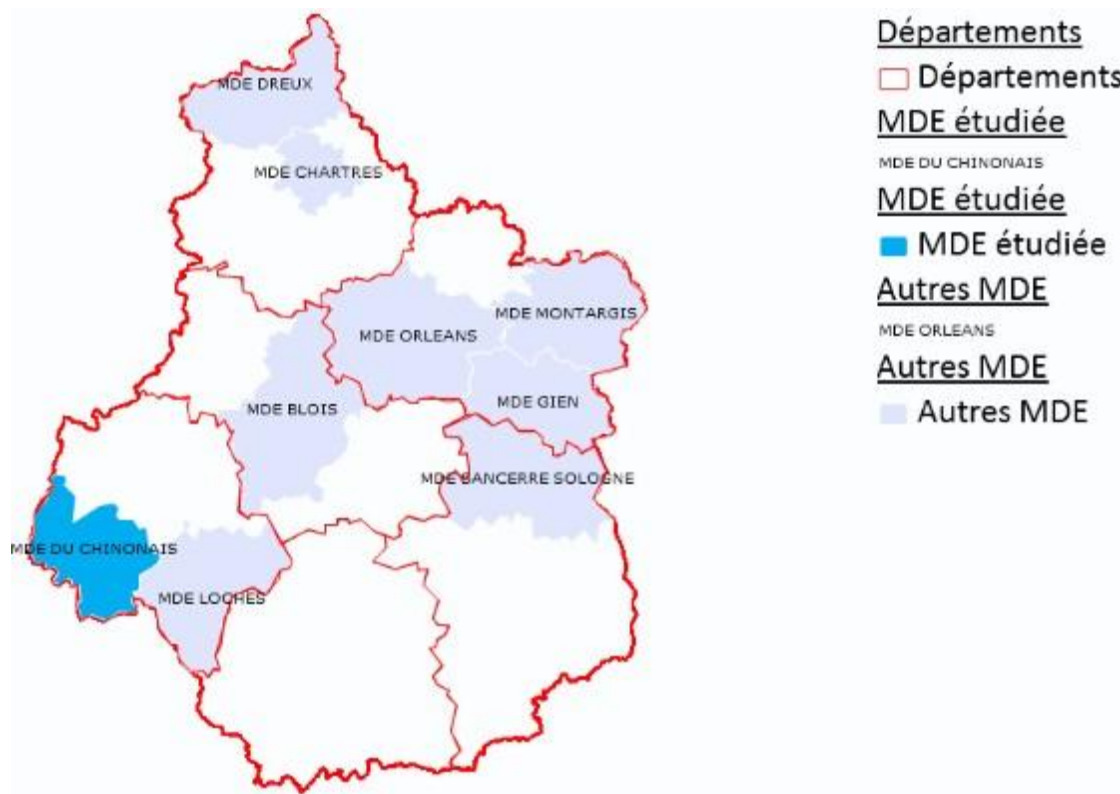 MDE DREUX
MDE CHARTRES
MDE ORLEANS
MDE MONTARGIS
MDE BLOIS
MDE GIEN
MDE SANCERRE SOLOGNE
MDE DU CHINONAIS
MDE LOCHES
Départements
Départements
MDE étudiée
MDE DU CHINONAIS
MDE étudiée
MDE étudiée
Autres MDE
MDE ORLEANS
Autres MDE
Autres MDE